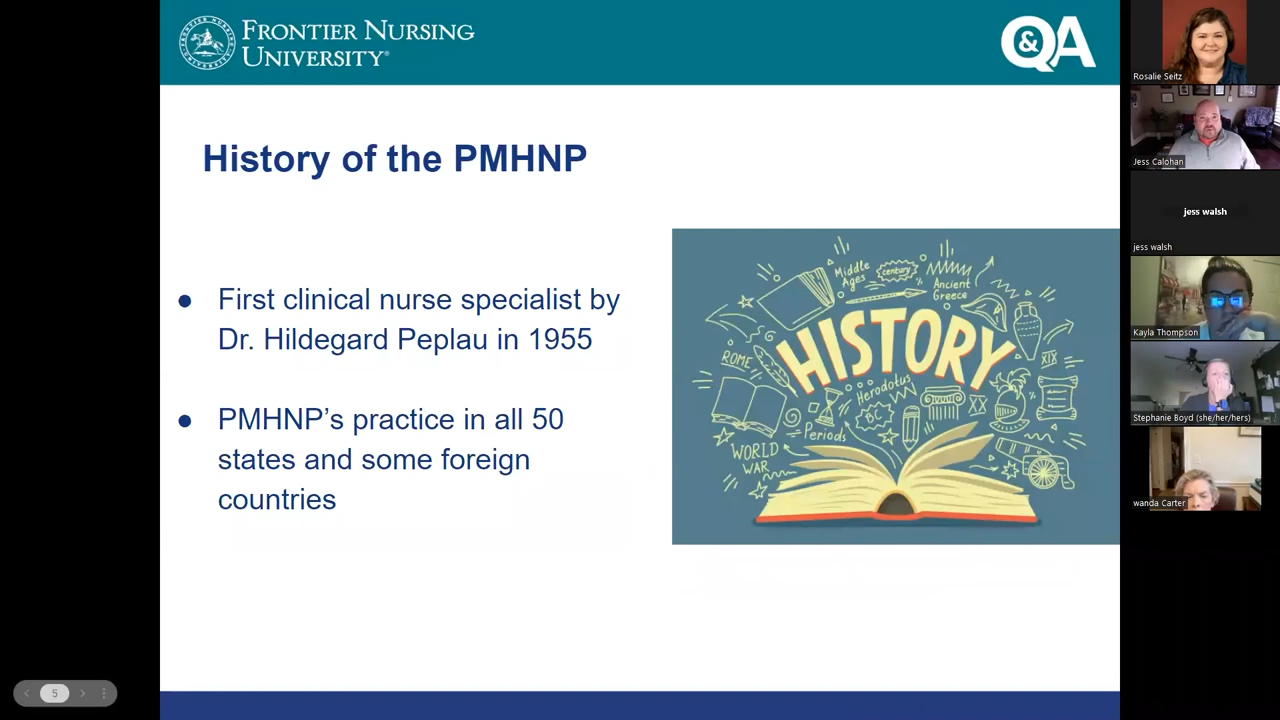 FRONTIER NURSING
UNIVERSITY®
Q&A
History of the PMHNP
● First clinical nurse specialist by
Dr. Hildegard Peplau in 1955
● PMHNP’s practice in all 50
states and some foreign
countries
Middle
Ages
century
Ancient
Greece
HISTORY
ROME
XIX
Herodotus
BC
XX
Periods
WORLD
WAR
5
Rosalie Seitz
Jess Calohan
jess walsh
jess walsh
Kayla Thompson
Stephanie Boyd (she/her/hers)
wanda Carter